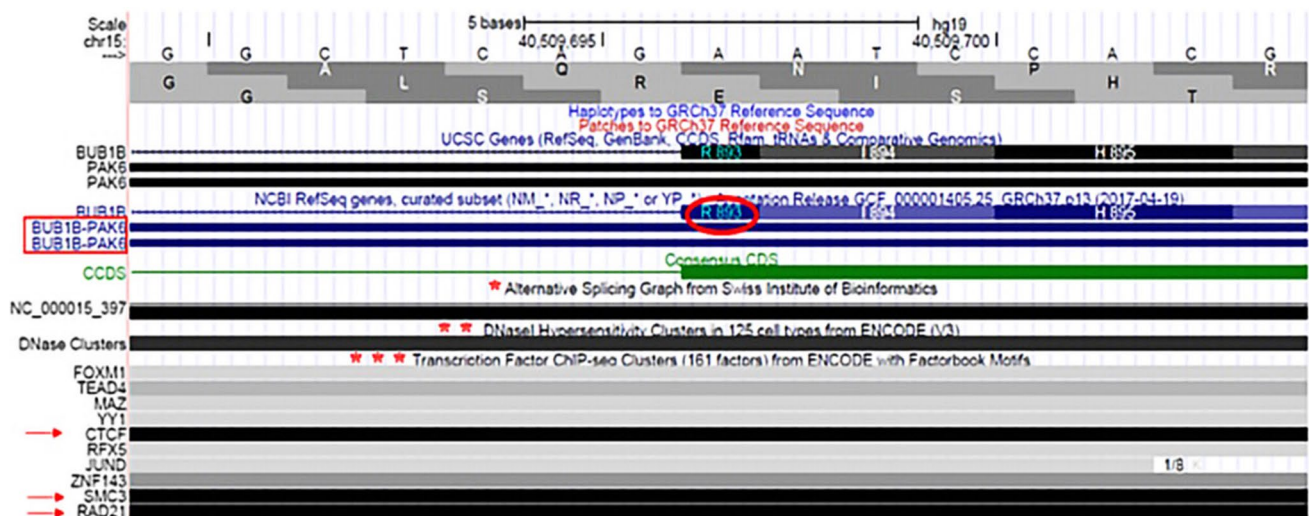 Scale 5 bases hg19
chr15: 40,509,695 40,509,700
---> G G C T C A G A A T C C A C G
A Q N P R
G L R I H
G S E S T
Haplotypes to GRCh37 Reference Sequence
Patches to GRCh37 Reference Sequence
UCSC Genes (RefSeq, GenBank, CCDS, Rfam, tRNAs & Comparative Genomics)
BUB1B R 893 I 894 H 895
PAK6
PAK6
NCBI RefSeq genes, curated subset (NM_*, NR_*, NP_* or YP_*) - Annotation Release GCF_000001405.25_GRCh37.p13 (2017-04-19)
BUB1B R 893 I 894 H 895
BUB1B-PAK6
BUB1B-PAK6
Consensus CDS
CCDS
* Alternative Splicing Graph from Swiss Institute of Bioinformatics
NC_000015_397
* * DNaseI Hypersensitivity Clusters in 125 cell types from ENCODE (V3)
DNase Clusters
* * * Transcription Factor ChIP-seq Clusters (161 factors) from ENCODE with Factorbook Motifs
FOXM1
TEAD4
MAZ
YY1
CTCF
RFX5
JUND 1/8
ZNF143
SMC3
RAD21